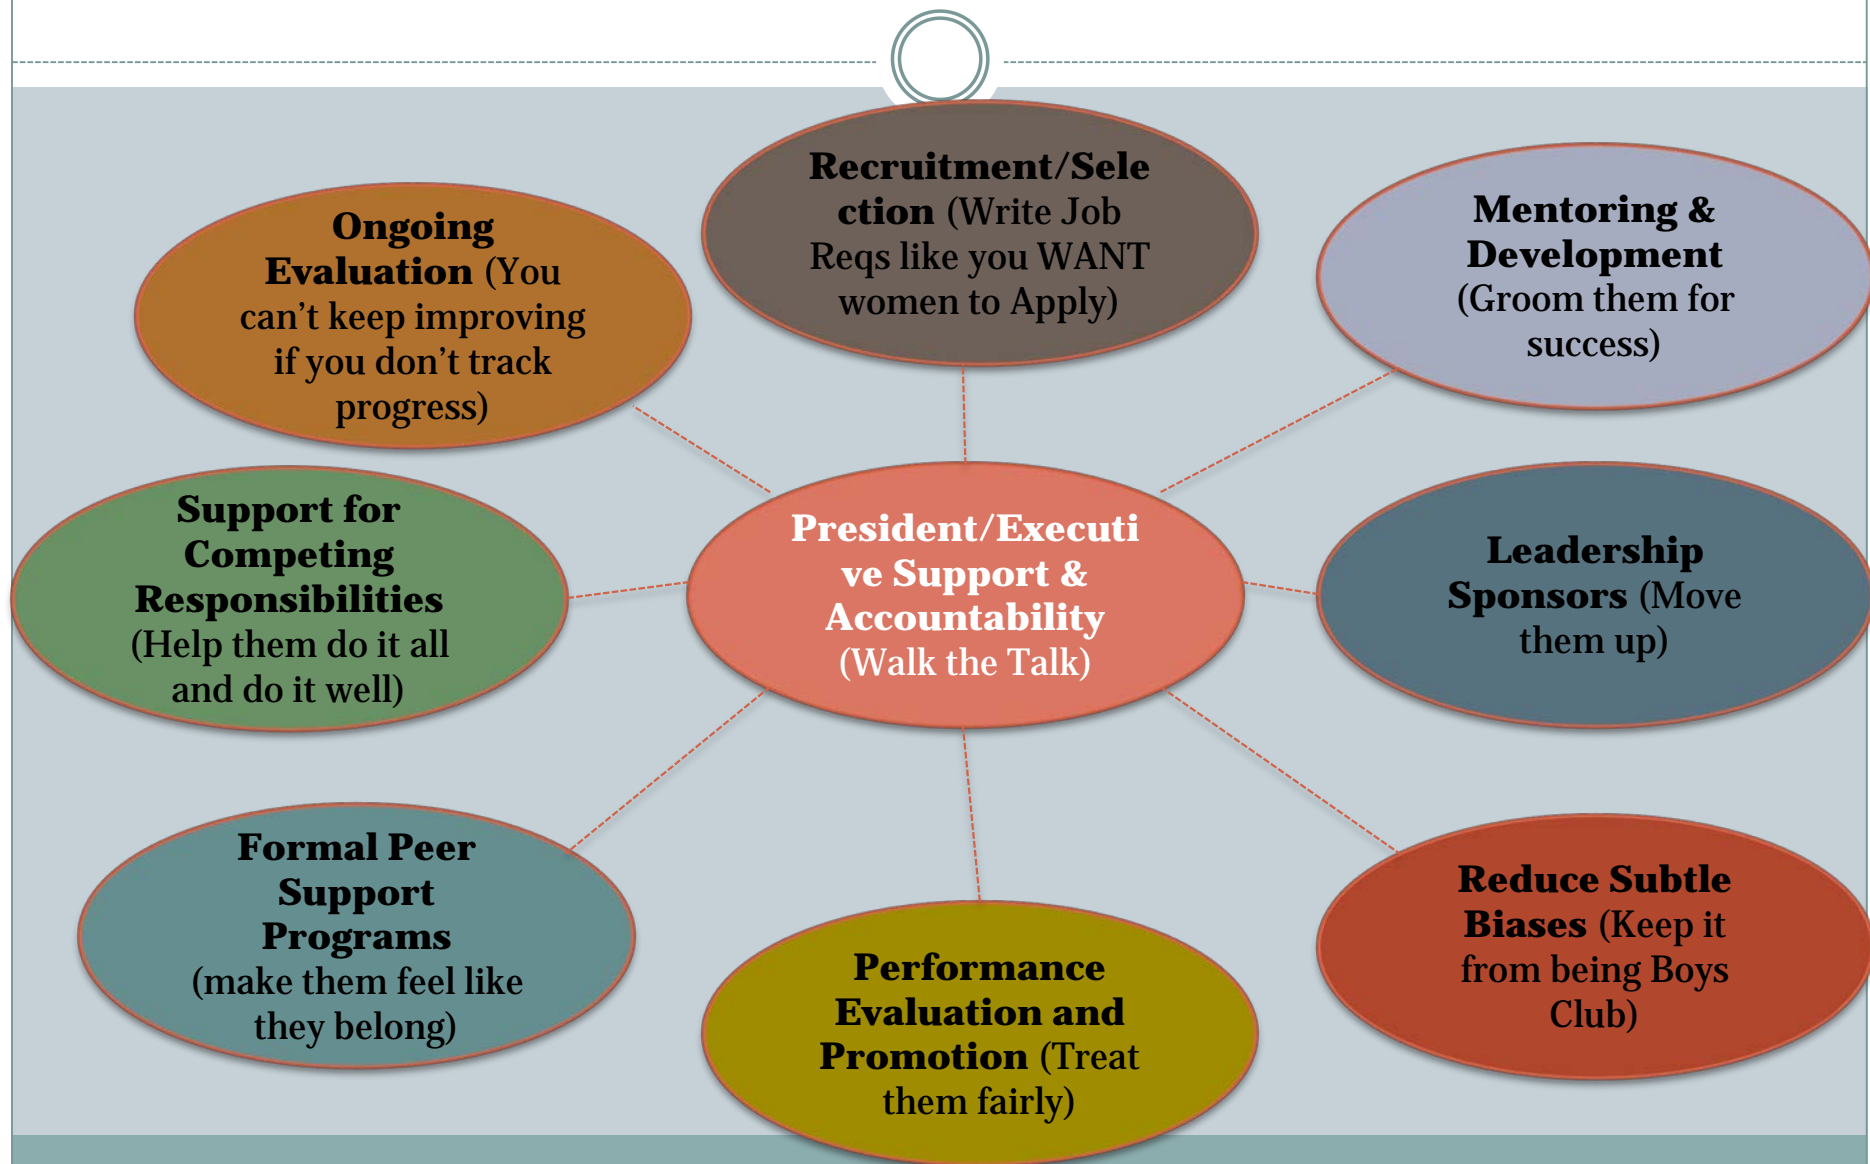 Recruitment/Sele
ction (Write Job
Reqs like you WANT
women to Apply)
Mentoring &
Development
(Groom them for
success)
Ongoing
Evaluation (You
can't keep improving
if you don't track
progress)
Support for
Competing
Responsibilities
(Help them do it all
and do it well)
President/Executi
ve Support &
Accountability
(Walk the Talk)
Leadership
Sponsors (Move
them up)
Formal Peer
Support
Programs
(make them feel like
they belong)
Performance
Evaluation and
Promotion (Treat
them fairly)
Reduce Subtle
Biases (Keep it
from being Boys
Club)